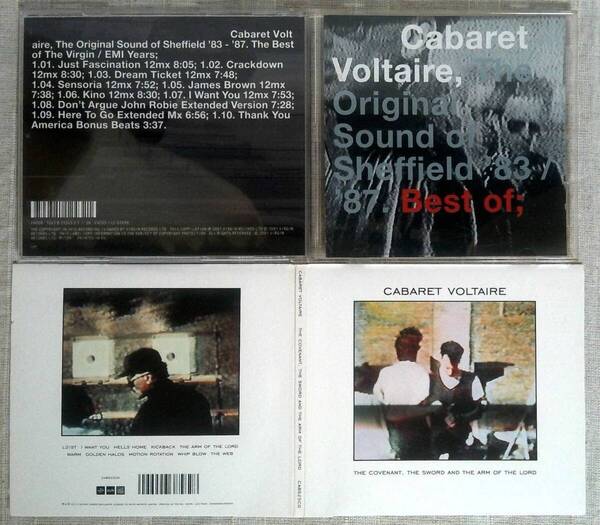 Cabaret Volt
aire, The Original Sound of Sheffield '83 - '87. The Best
of The Virgin / EMI Years;
1.01. Just Fascination 12mx 8:05; 1.02. Crackdown
12mx 8:30; 1.03. Dream Ticket 12mx 7:48;
1.04. Sensoria 12mx 7:52; 1.05. James Brown 12mx
7:38; 1.06. Kino 12mx 8:30; 1.07. I Want You 12mx 7:53;
1.08. Don't Argue John Robie Extended Version 7:28;
1.09. Here To Go Extended Mx 6:56; 1.10. Thank You
America Bonus Beats 3:37.
Cabaret
Voltaire, The
Original
Sound of
Sheffield '83 /
'87. Best of;
L21ST I WANT YOU HELLS HOME KICKBACK THE ARM OF THE LORD
WARM GOLDEN HALOS MOTION ROTATION WHIP BLOW THE WEB
CABARET VOLTAIRE THE COVENANT, THE SWORD AND THE ARM OF THE LORD
CABARET VOLTAIRE
THE COVENANT, THE SWORD AND THE ARM OF THE LORD